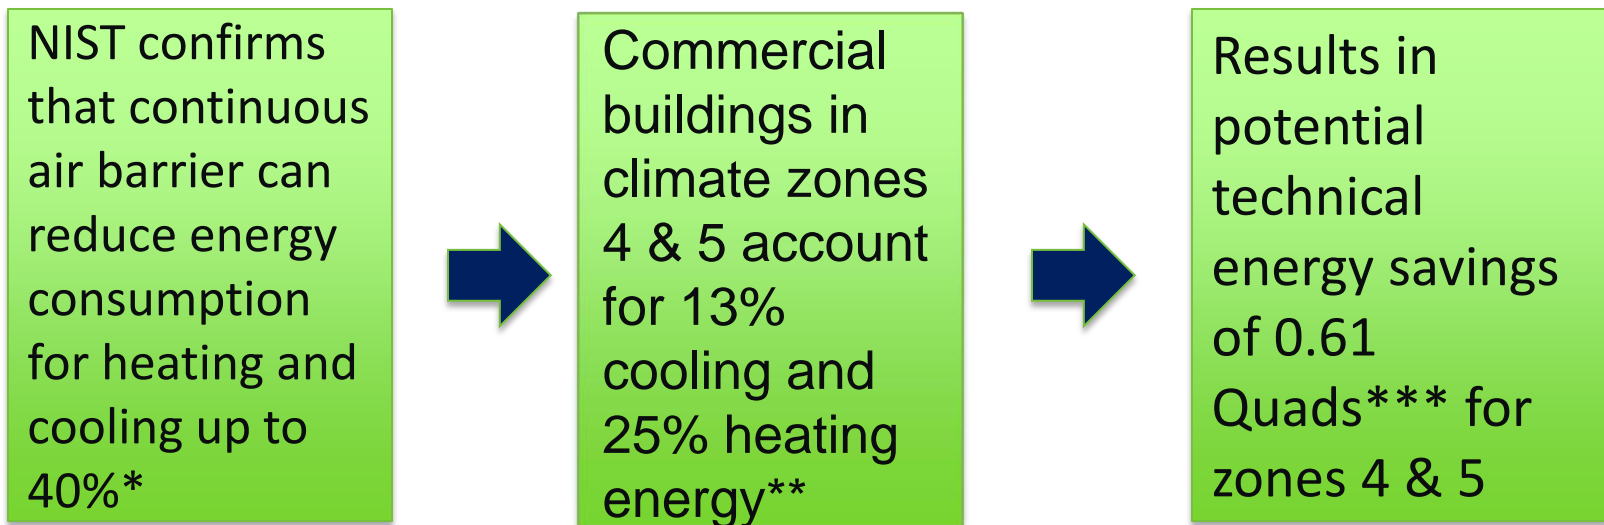 NIST confirms
that continuous
air barrier can
reduce energy
consumption
for heating and
cooling up to
40%*
Commercial
buildings in
climate zones
4 & 5 account
for 13%
cooling and
25% heating
energy**
Results in
potential
technical
energy savings
of 0.61
Quads*** for
zones 4 & 5